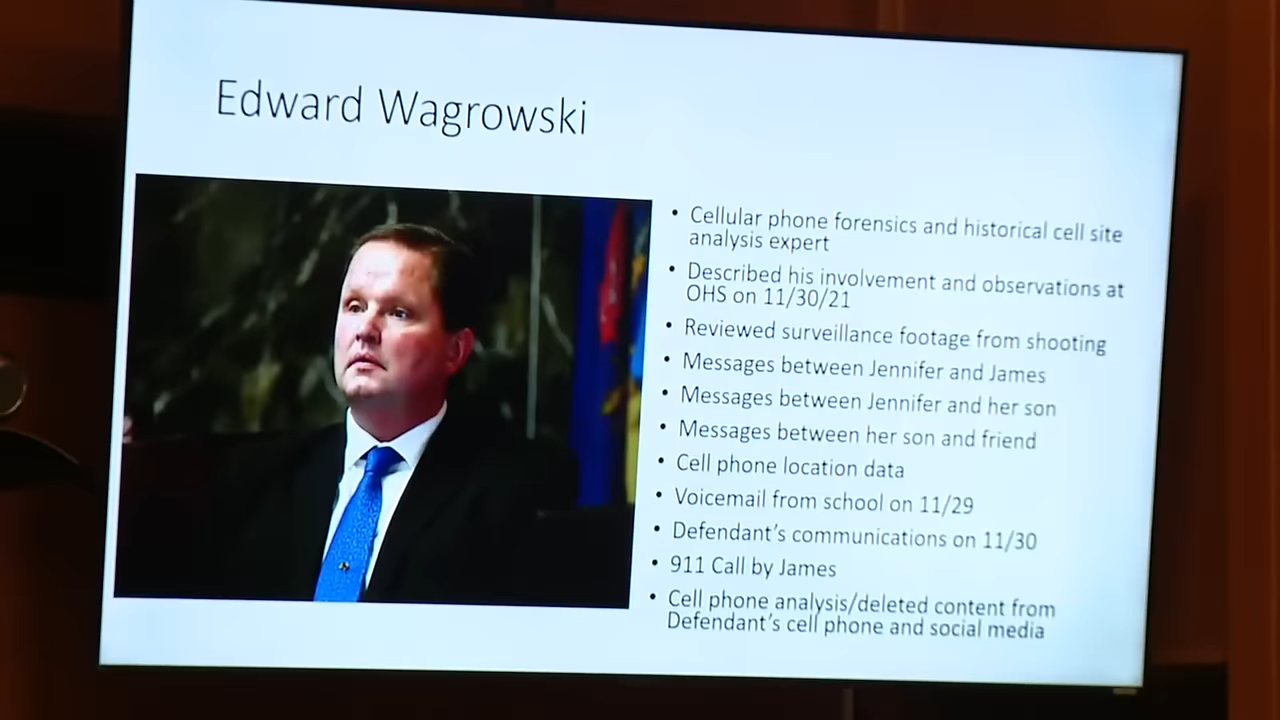 Edward Wagrowski
• Cellular phone forensics and historical cell site
analysis expert
• Described his involvement and observations at
OHS on 11/30/21
• Reviewed surveillance footage from shooting
• Messages between Jennifer and James
• Messages between Jennifer and her son
• Messages between her son and friend
• Cell phone location data
• Voicemail from school on 11/29
• Defendant's communications on 11/30
• 911 Call by James
• Cell phone analysis/deleted content from
Defendant's cell phone and social media